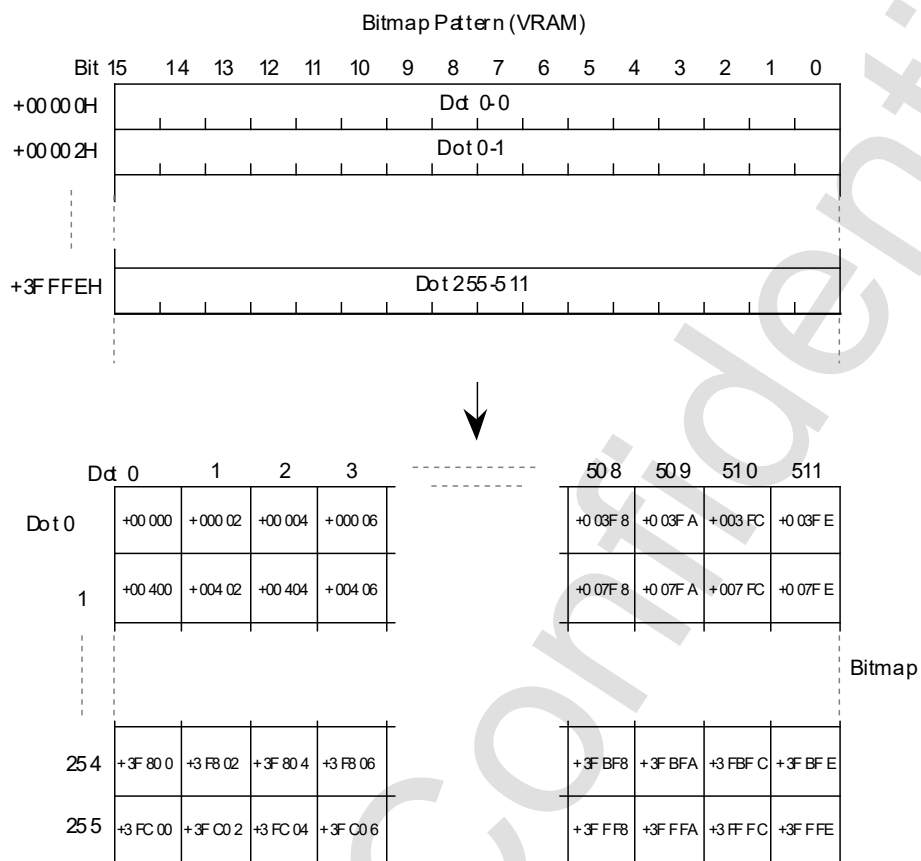 Bitmap Pattern (VRAM)
Bit 15 14 13 12 11 10 9 8 7 6 5 4 3 2 1 0
+00000H Dot 0-0
+00002H Dot 0-1
+3FFFEH Dot 255-511
Dot 0 1 2 3 508 509 510 511
Dot 0 +00000 +00002 +00004 +00006 +003F8 +003FA +003FC +003FE
1 +00400 +00402 +00404 +00406 +007F8 +007FA +007FC +007FE
Bitmap
254 +3F800 +3F802 +3F804 +3F806 +3FBF8 +3FBFA +3FBFC +3FBFE
255 +3FC00 +3FC02 +3FC04 +3FC06 +3FFF8 +3FFFA +3FFFC +3FFFE
Confidenti